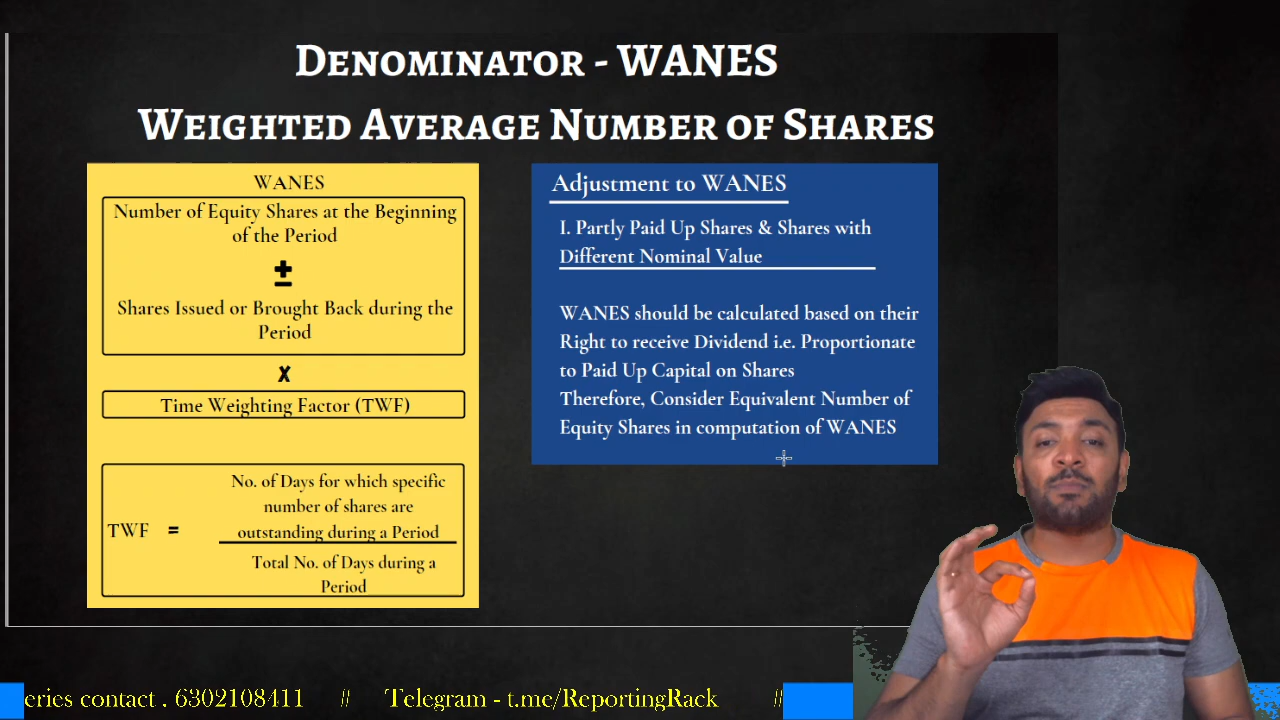 Denominator - WANES
Weighted Average Number of Shares
WANES
Number of Equity Shares at the Beginning
of the Period
±
Shares Issued or Brought Back during the
Period
X
Time Weighting Factor (TWF)
TWF =
No. of Days for which specific
number of shares are
outstanding during a Period
Total No. of Days during a
Period
Adjustment to WANES
I. Partly Paid Up Shares & Shares with
Different Nominal Value
WANES should be calculated based on their
Right to receive Dividend i.e. Proportionate
to Paid Up Capital on Shares
Therefore, Consider Equivalent Number of
Equity Shares in computation of WANES
eries contact . 6302108411 // Telegram - t.me/ReportingRack //